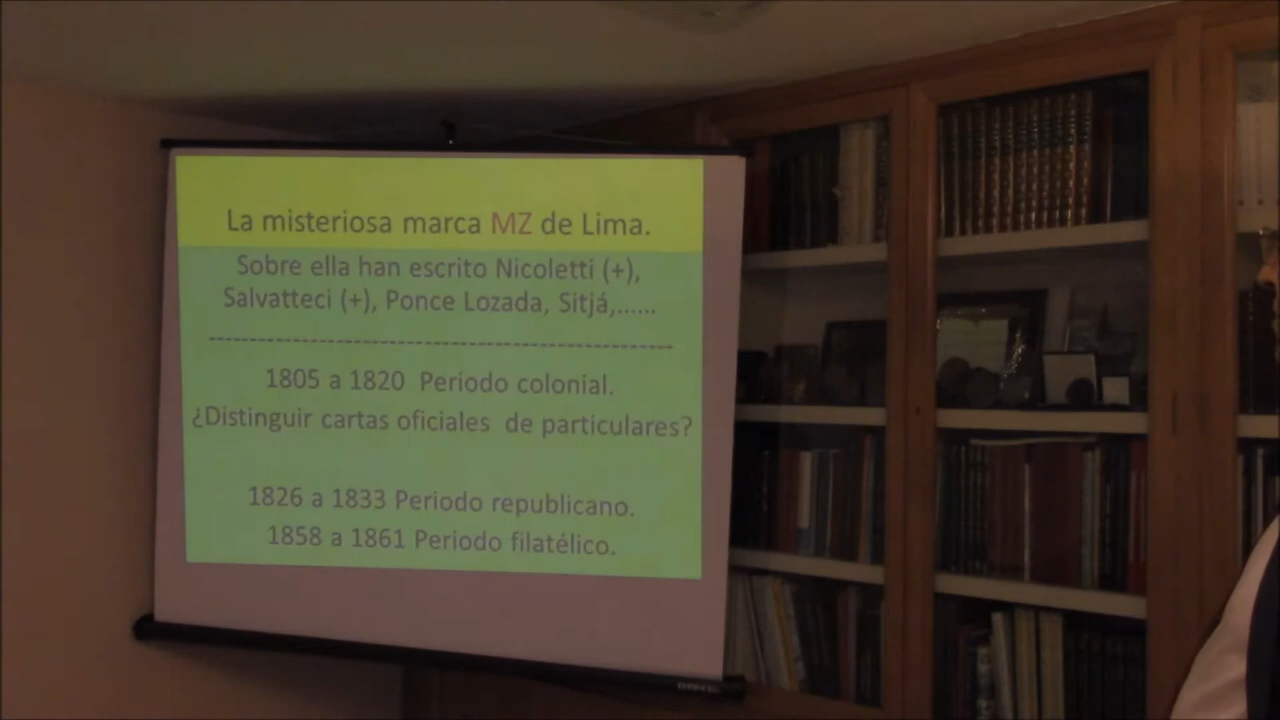 La misteriosa marca MZ de Lima.
Sobre ella han escrito Nicoletti (+),
Salvatteci (+), Ponce Lozada, Sitjá,......
--------------------------------------------------------
1805 a 1820 Periodo colonial.
¿Distinguir cartas oficiales de particulares?
1826 a 1833 Periodo republicano.
1858 a 1861 Periodo filatélico.